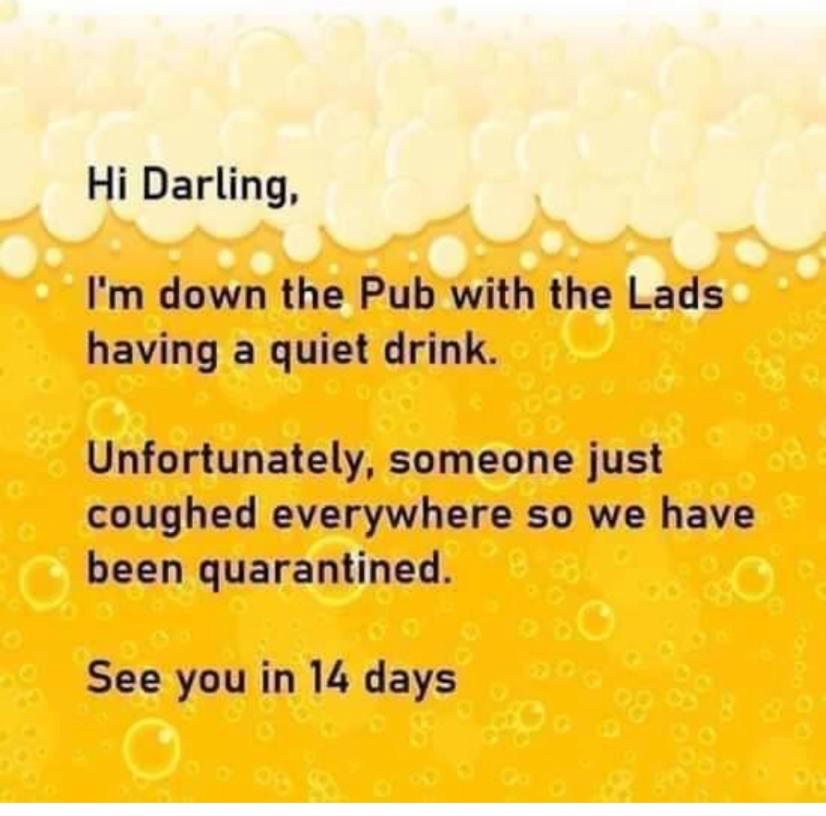 Hi Darling,
I'm down the Pub with the Lads
having a quiet drink.
Unfortunately, someone just
coughed everywhere so we have
been quarantined.
See you in 14 days